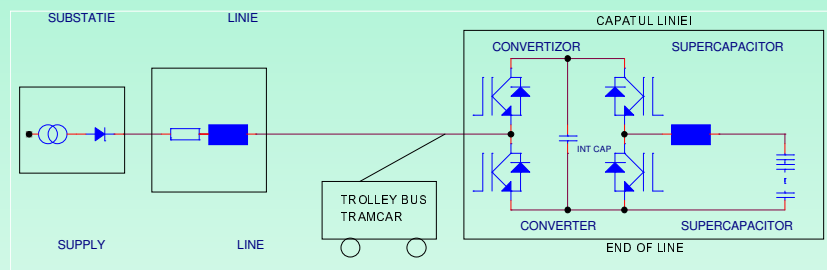 SUBSTATIE
LINIE
CAPATUL LINIEI
CONVERTIZOR
SUPERCAPACITOR
INT CAP
TROLLEY BUS
TRAMCAR
CONVERTER
SUPERCAPACITOR
SUPPLY
LINE
END OF LINE